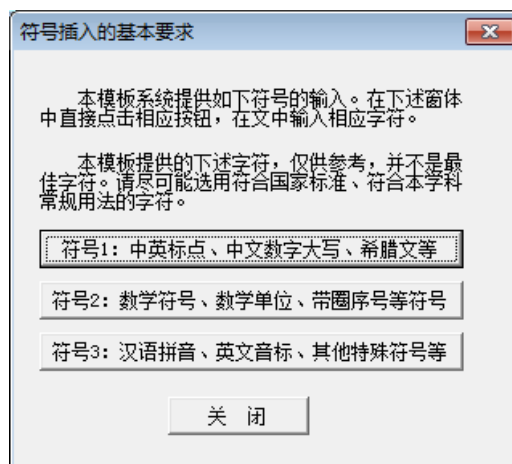 符号插入的基本要求
本模板系统提供如下符号的输入。在下述窗体
中直接点击相应按钮，在文中输入相应字符。
本模板提供的下述字符，仅供参考，并不是最
佳字符。请尽可能选用符合国家标准、符合本学科
常规用法的字符。
符号1：中英标点、中文数字大写、希腊文等
符号2：数学符号、数学单位、带圈序号等符号
符号3：汉语拼音、英文音标、其他特殊符号等
关 闭